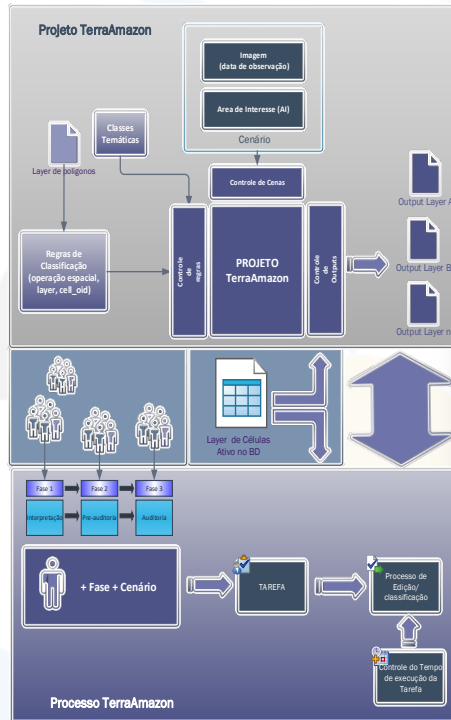 Projeto TerraAmazon
Imagem
(data de observação)
Area de Interesse (AI)
Cenário
Classes
Temáticas
Layer de polígonos
Controle de Cenas
Regras de
Classificação
(operação espacial,
layer, cell_oid)
Controle
de
regras
PROJETO
TerraAmazon
Controle
de
Outputs
Output Layer A
Output Layer B
Output Layer n
Layer de Células
Ativo no BD
Fase 1
Fase 2
Fase 3
Interpretação
Pre-auditoria
Auditoria
+ Fase + Cenário
TAREFA
Processo de
Edição/
classificação
Controle do Tempo
de execução da
Tarefa
Processo TerraAmazon